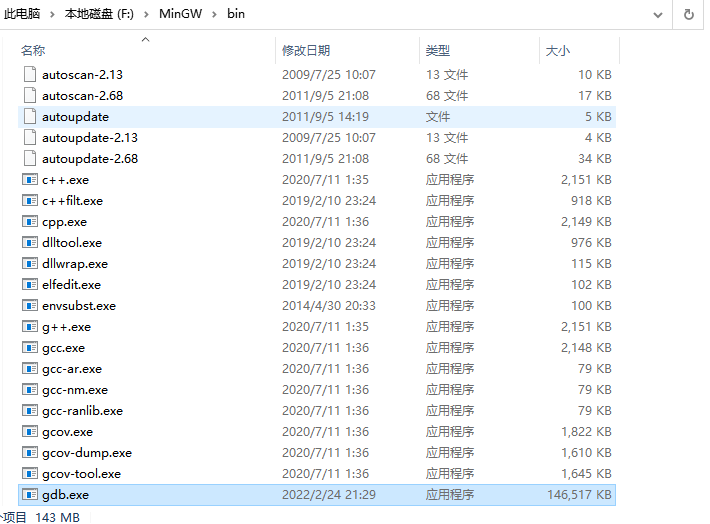 此电脑 > 本地磁盘 (F:) > MinGW > bin
名称 修改日期 类型 大小
autoscan-2.13 2009/7/25 10:07 13 文件 10 KB
autoscan-2.68 2011/9/5 21:08 68 文件 17 KB
autoupdate 2011/9/5 14:19 文件 5 KB
autoupdate-2.13 2009/7/25 10:07 13 文件 4 KB
autoupdate-2.68 2011/9/5 21:08 68 文件 34 KB
c++.exe 2020/7/11 1:35 应用程序 2,151 KB
c++filt.exe 2019/2/10 23:24 应用程序 918 KB
cpp.exe 2020/7/11 1:36 应用程序 2,149 KB
dlltool.exe 2019/2/10 23:24 应用程序 976 KB
dllwrap.exe 2019/2/10 23:24 应用程序 115 KB
elfedit.exe 2019/2/10 23:24 应用程序 102 KB
envsubst.exe 2014/4/30 20:33 应用程序 100 KB
g++.exe 2020/7/11 1:35 应用程序 2,151 KB
gcc.exe 2020/7/11 1:36 应用程序 2,148 KB
gcc-ar.exe 2020/7/11 1:36 应用程序 79 KB
gcc-nm.exe 2020/7/11 1:36 应用程序 79 KB
gcc-ranlib.exe 2020/7/11 1:36 应用程序 79 KB
gcov.exe 2020/7/11 1:36 应用程序 1,822 KB
gcov-dump.exe 2020/7/11 1:36 应用程序 1,610 KB
gcov-tool.exe 2020/7/11 1:36 应用程序 1,645 KB
gdb.exe 2022/2/24 21:29 应用程序 146,517 KB
个项目 143 MB